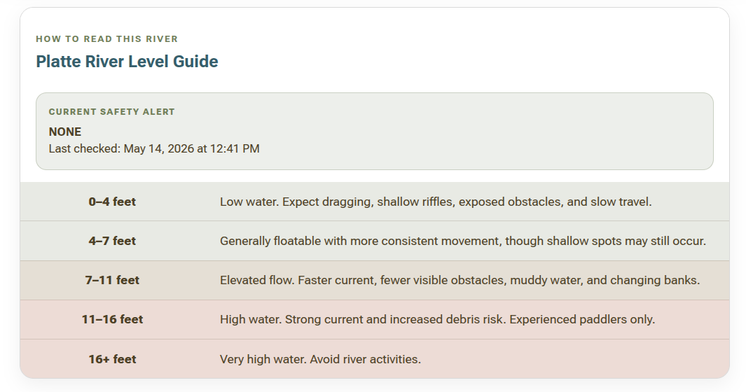 HOW TO READ THIS RIVER
Platte River Level Guide
CURRENT SAFETY ALERT
NONE
Last checked: May 14, 2026 at 12:41 PM
0–4 feet Low water. Expect dragging, shallow riffles, exposed obstacles, and slow travel.
4–7 feet Generally floatable with more consistent movement, though shallow spots may still occur.
7–11 feet Elevated flow. Faster current, fewer visible obstacles, muddy water, and changing banks.
11–16 feet High water. Strong current and increased debris risk. Experienced paddlers only.
16+ feet Very high water. Avoid river activities.